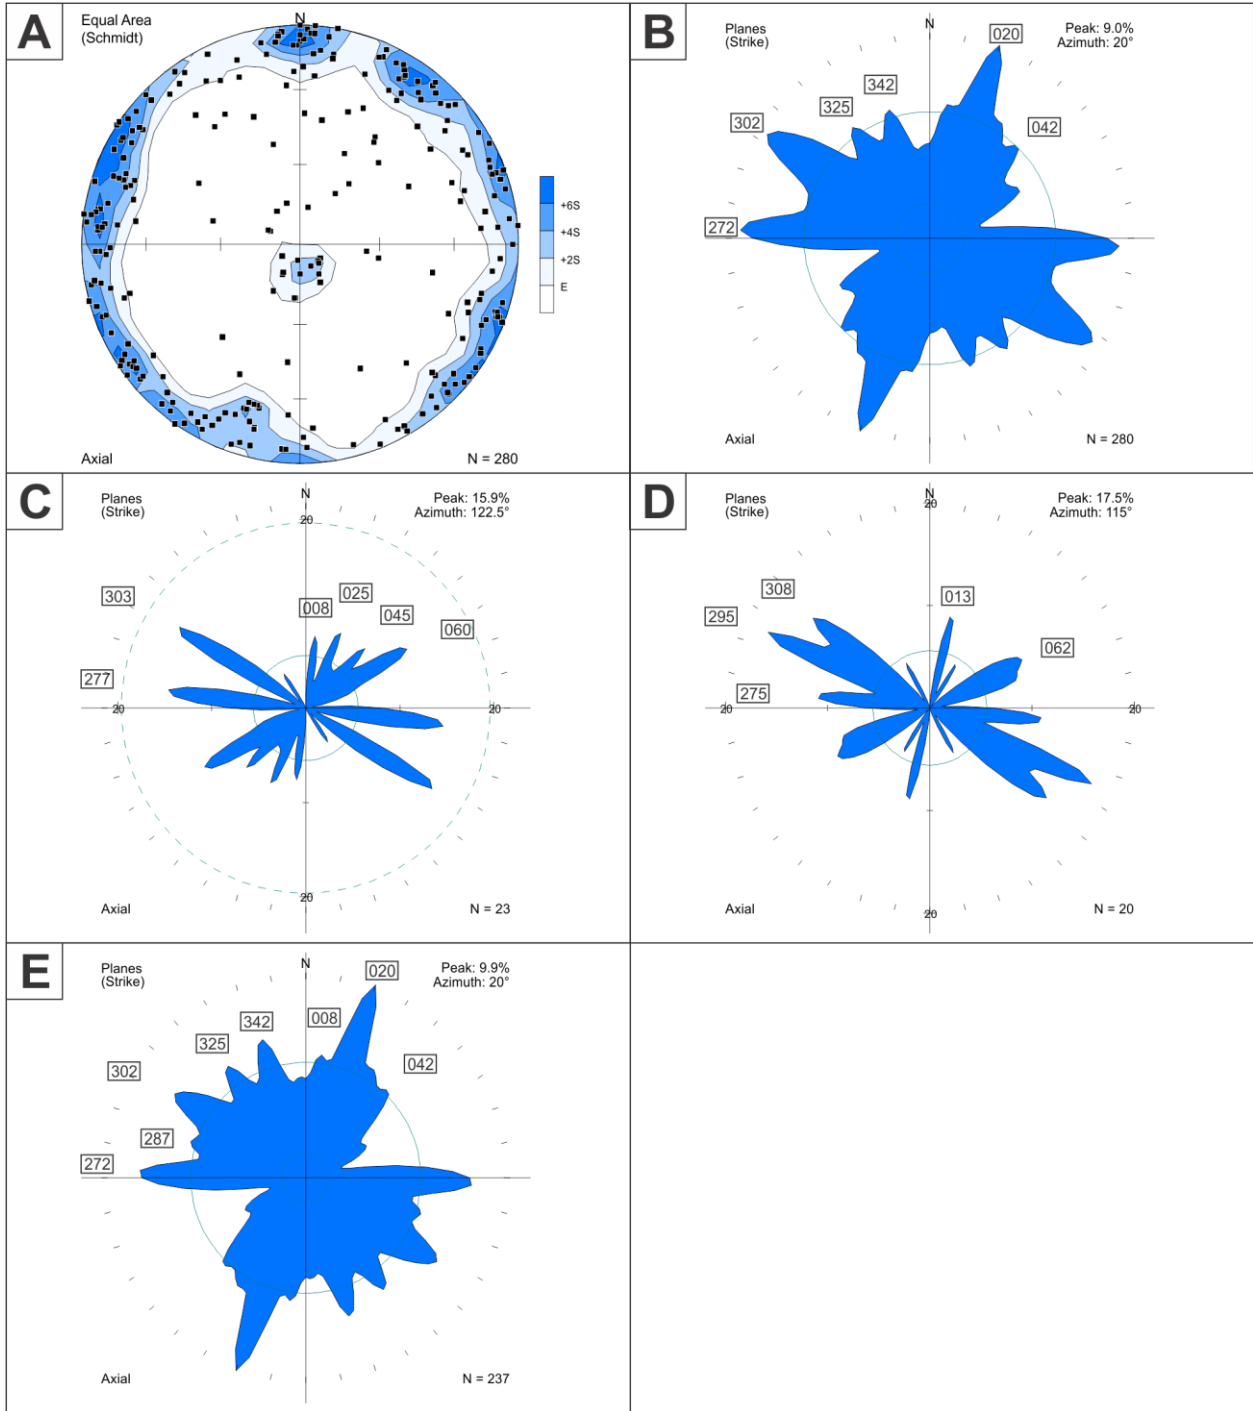 A
Equal Area
(Schmidt)
N
+6S
+4S
+2S
E
Axial
N = 280
B
Planes
(Strike)
N
Peak: 9.0%
Azimuth: 20°
020
342
325
042
302
272
Axial
N = 280
C
Planes
(Strike)
N
20
Peak: 15.9%
Azimuth: 122.5°
303
008
025
045
060
277
20
20
20
Axial
N = 23
D
Planes
(Strike)
N
20
Peak: 17.5%
Azimuth: 115°
308
295
013
062
275
20
20
20
Axial
N = 20
E
Planes
(Strike)
N
Peak: 9.9%
Azimuth: 20°
020
342
008
325
042
302
287
272
Axial
N = 237